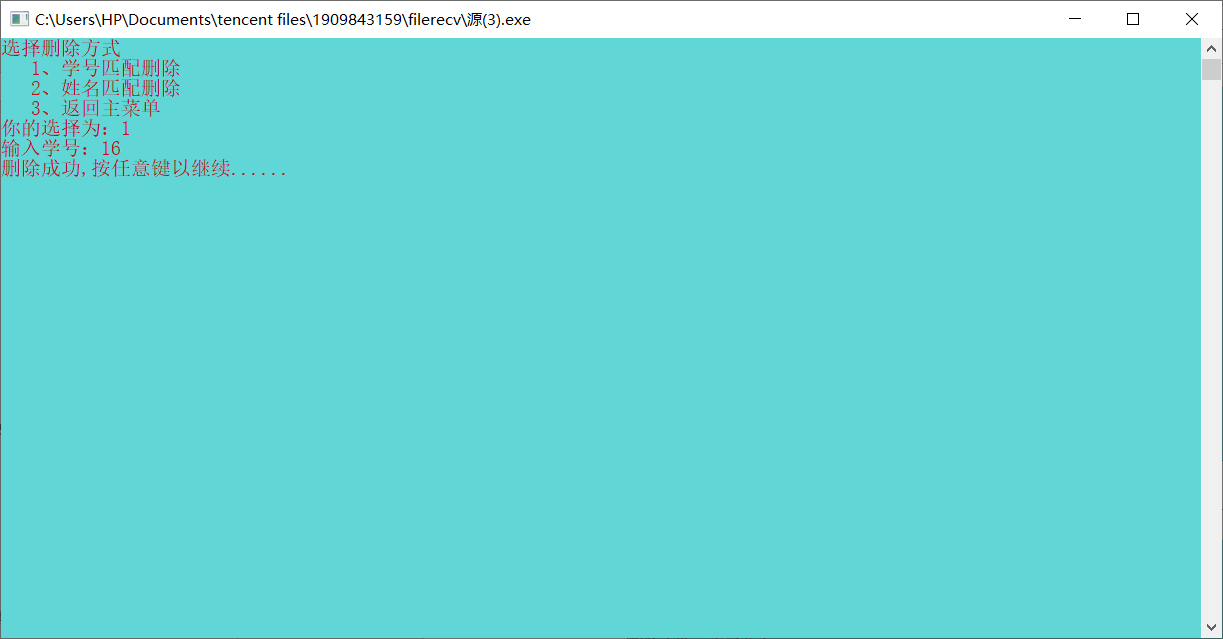 C:\Users\HP\Documents\tencent files\1909843159\filerecv\源(3).exe
选择删除方式
1、学号匹配删除
2、姓名匹配删除
3、返回主菜单
你的选择为：1
输入学号：16
删除成功,按任意键以继续......